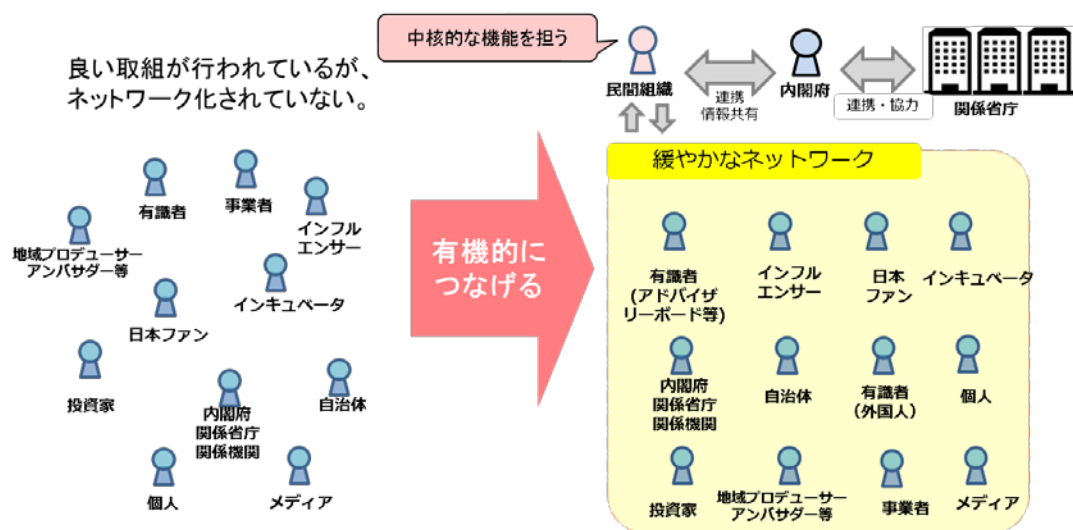 良い取組が行われているが、
ネットワーク化されていない。
有識者
事業者
インフル
エンサー
地域プロデューサー
アンバサダー等
インキュベータ
日本ファン
投資家
内閣府
関係省庁
関係機関
自治体
個人
メディア
有機的に
つなげる
中核的な機能を担う
民間組織
連携
情報共有
内閣府
連携・協力
関係省庁
緩やかなネットワーク
有識者
(アドバイザ
リーボード等)
インフル
エンサー
日本
ファン
インキュベータ
内閣府
関係省庁
関係機関
自治体
有識者
(外国人)
個人
投資家
地域プロデューサー
アンバサダー等
事業者
メディア